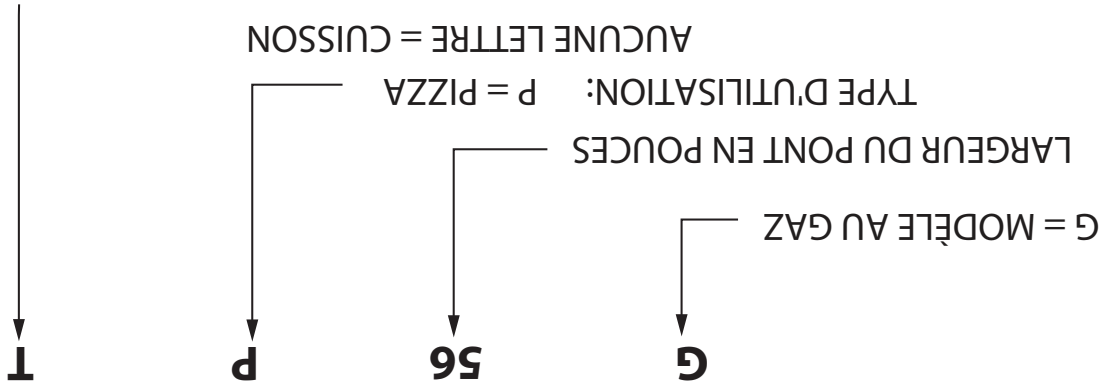 G 56 P T
G = MODÈLE AU GAZ
LARGEUR DU PONT EN POUCES
TYPE D'UTILISATION: P = PIZZA
AUCUNE LETTRE = CUISSON